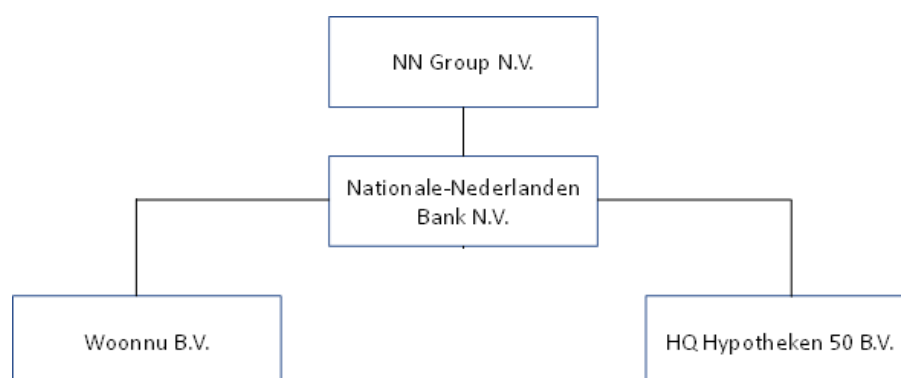 NN Group N.V.
Nationale-Nederlanden
Bank N.V.
Woonnu B.V.
HQ Hypotheken 50 B.V.